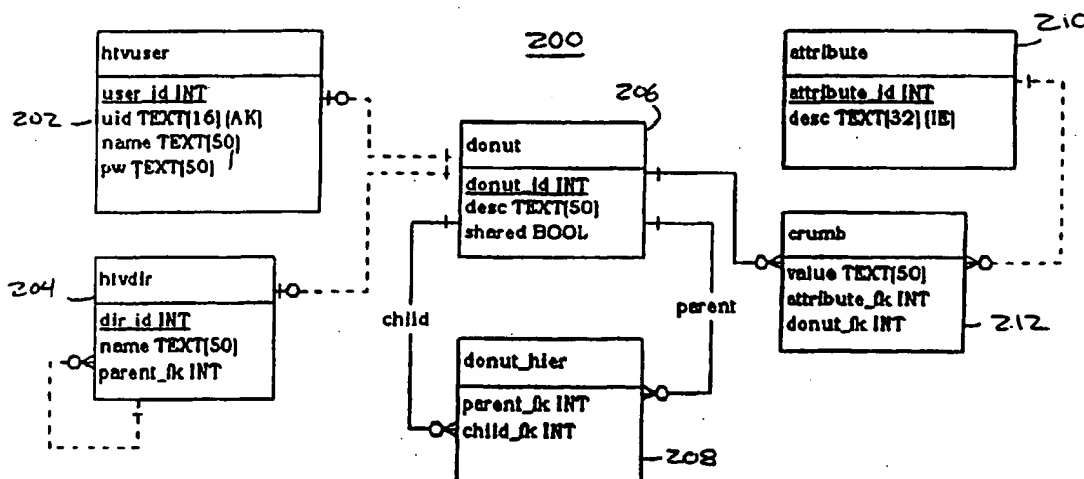 200
htvuser
user_id INT
uid TEXT[16] (AK)
name TEXT[50]
pw TEXT[50]
202
htvdir
dir_id INT
name TEXT[50]
parent_fk INT
204
donut
donut_id INT
desc TEXT[50]
shared BOOL
206
child
parent
donut_hier
parent_fk INT
child_fk INT
208
attribute
attribute_id INT
desc TEXT[32] (IE)
210
crumb
value TEXT[50]
attribute_fk INT
donut_fk INT
212